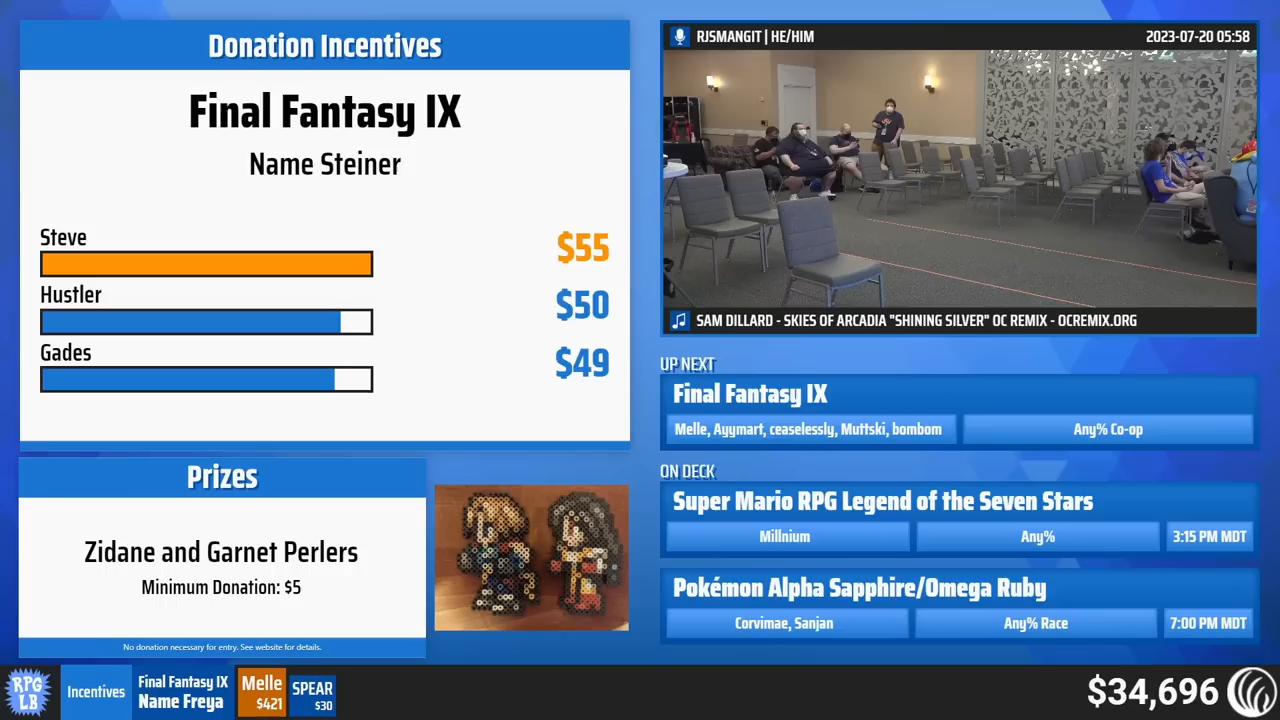 Donation Incentives
Final Fantasy IX
Name Steiner
Steve
$55
Hustler
$50
Gades
$49
Prizes
Zidane and Garnet Perlers
Minimum Donation: $5
No donation necessary for entry. See website for details.
RJSMANGIT | HE/HIM
2023-07-20 05:58
SAM DILLARD - SKIES OF ARCADIA "SHINING SILVER" OC REMIX - OCREMIX.ORG
UP NEXT
Final Fantasy IX
Melle, Ayymart, ceaselessly, Muttski, bombom
Any% Co-op
ON DECK
Super Mario RPG Legend of the Seven Stars
Millnium
Any%
3:15 PM MDT
Pokémon Alpha Sapphire/Omega Ruby
Corvimae, Sanjan
Any% Race
7:00 PM MDT
RPG
LB
Incentives
Final Fantasy IX
Name Freya
Melle
$421
SPEAR
$30
$34,696